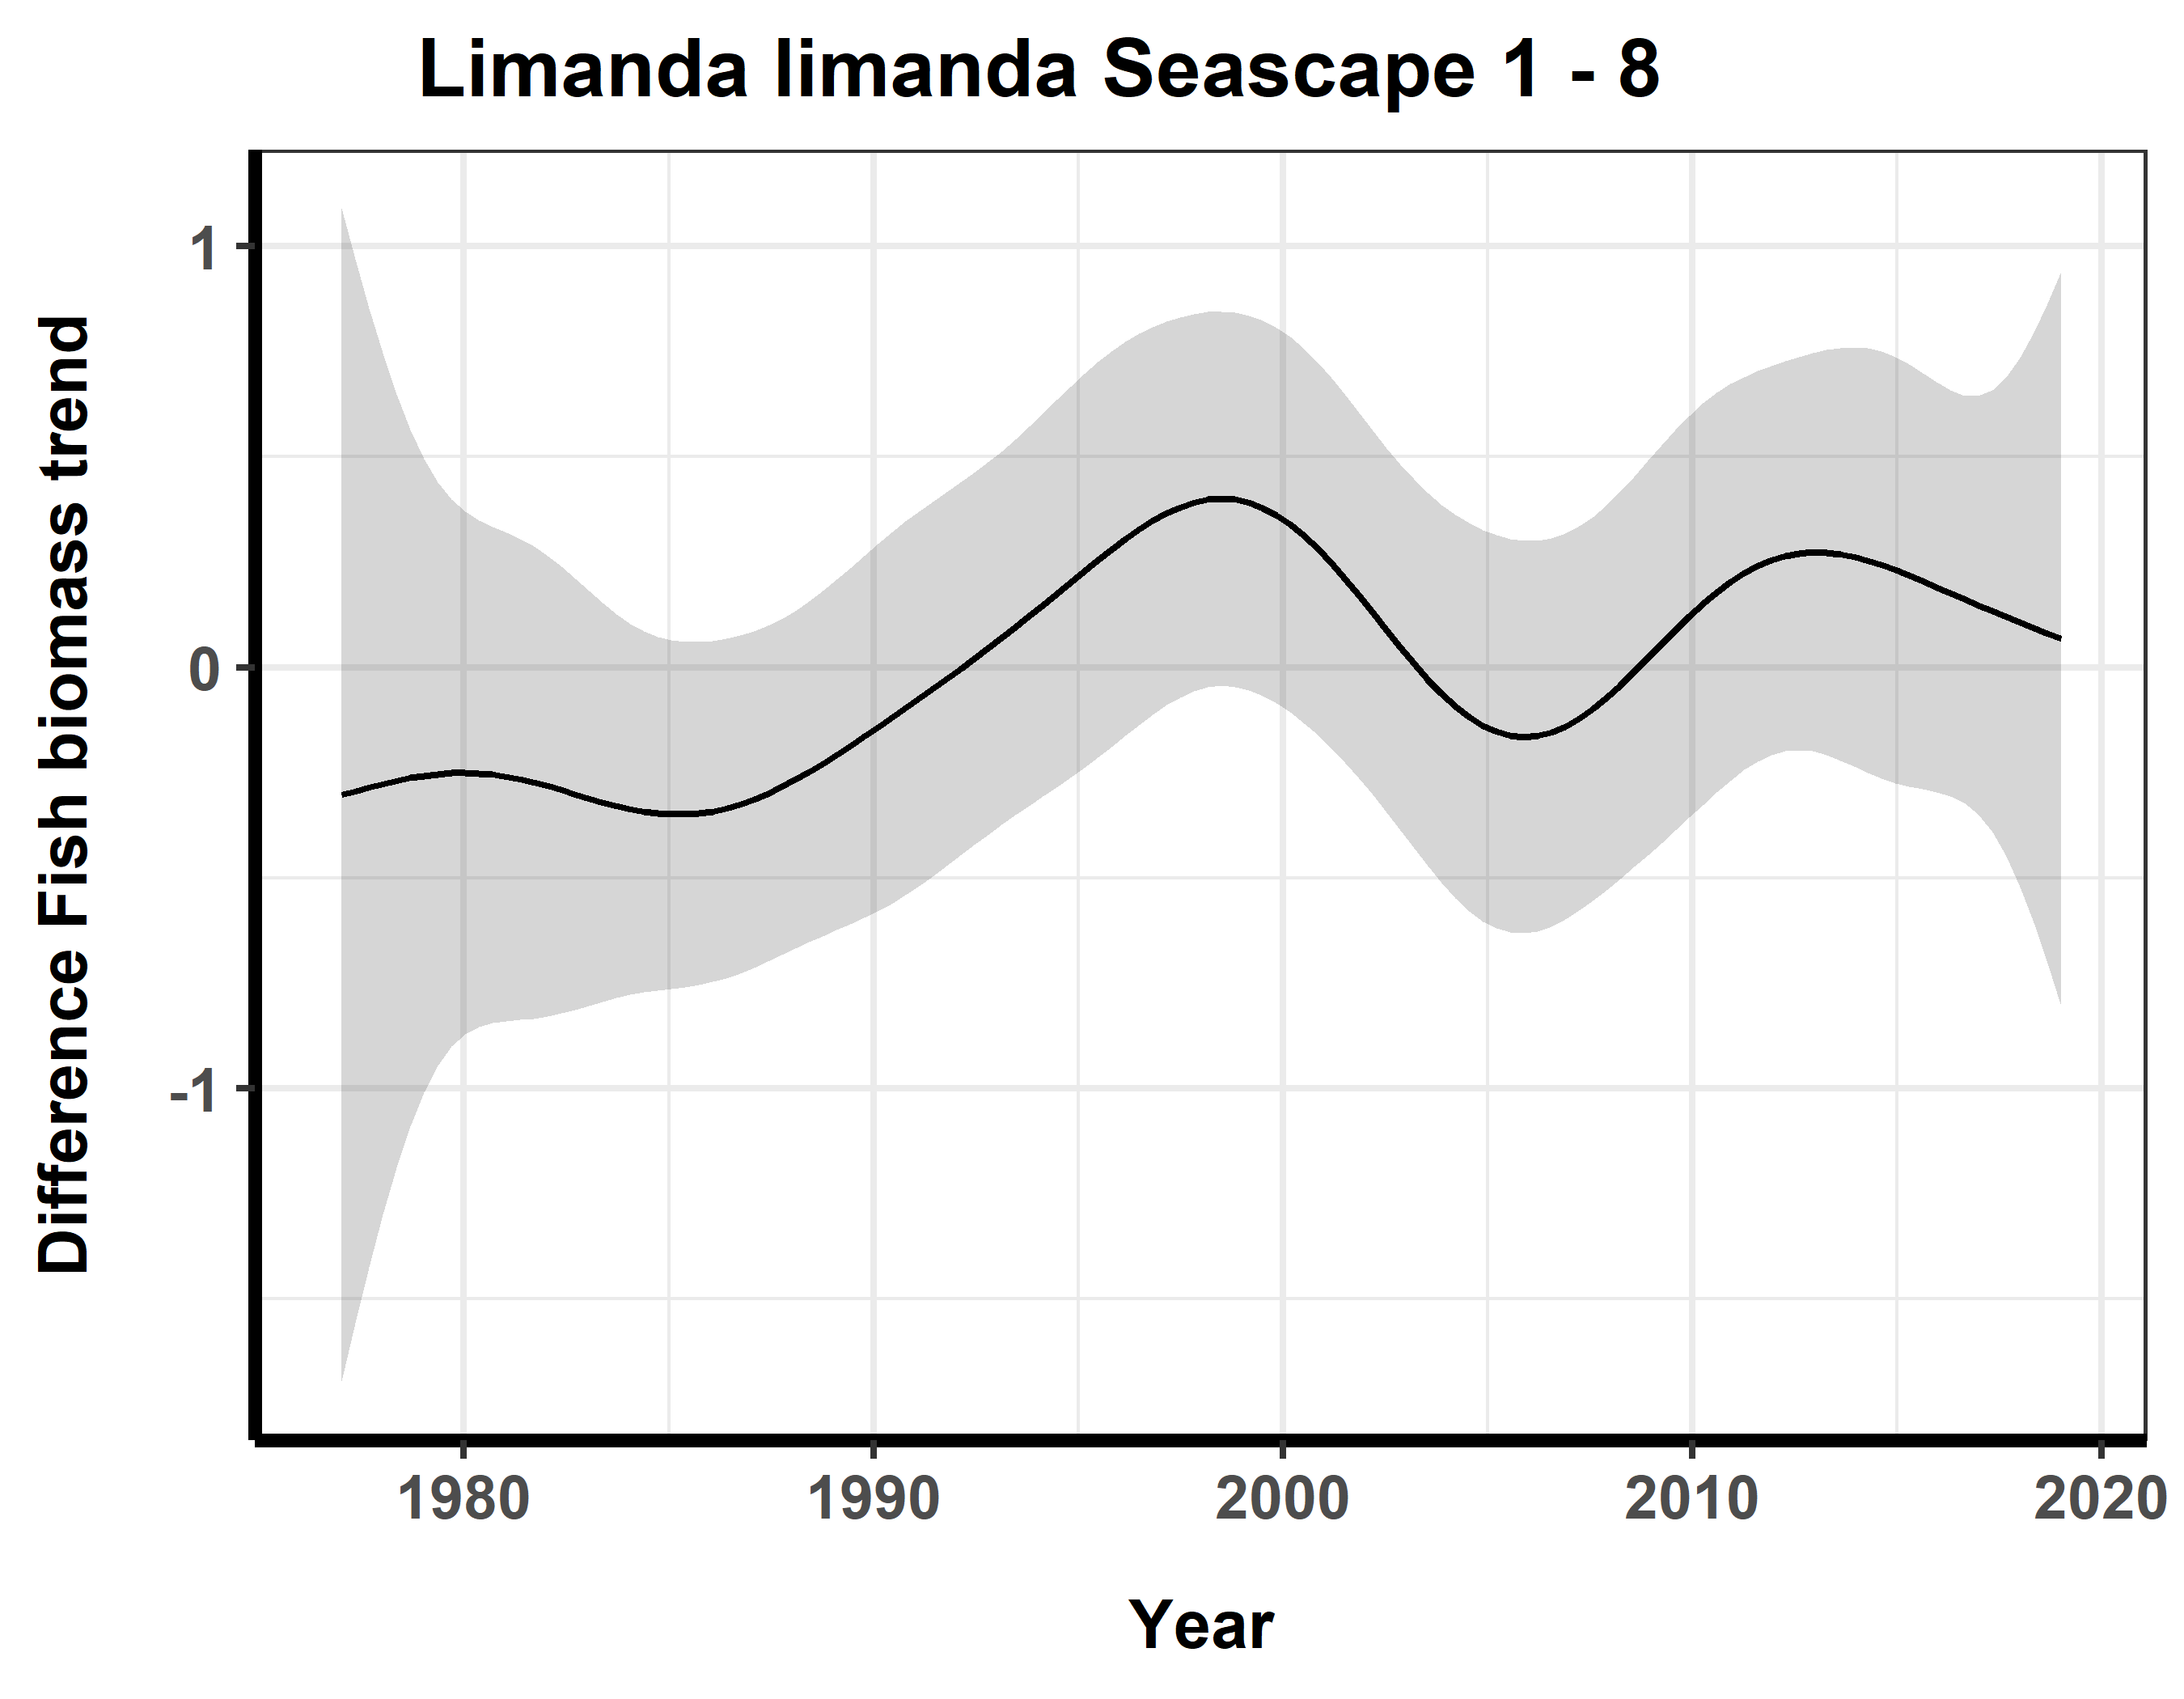 Limanda limanda Seascape 1 - 8
Difference Fish biomass trend
1
0
-1
1980
1990
2000
2010
2020
Year